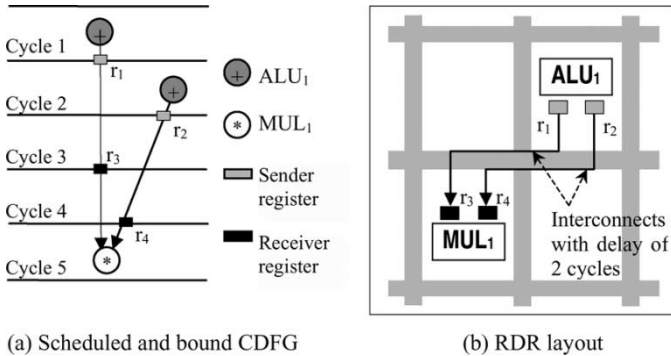 Cycle 1
+
r1
ALU1
Cycle 2
+
r2
*
MUL1
Cycle 3
r3
Sender
register
Cycle 4
r4
Receiver
register
Cycle 5
*
(a) Scheduled and bound CDFG
ALU1
r1
r2
r3
r4
MUL1
Interconnects
with delay of
2 cycles
(b) RDR layout